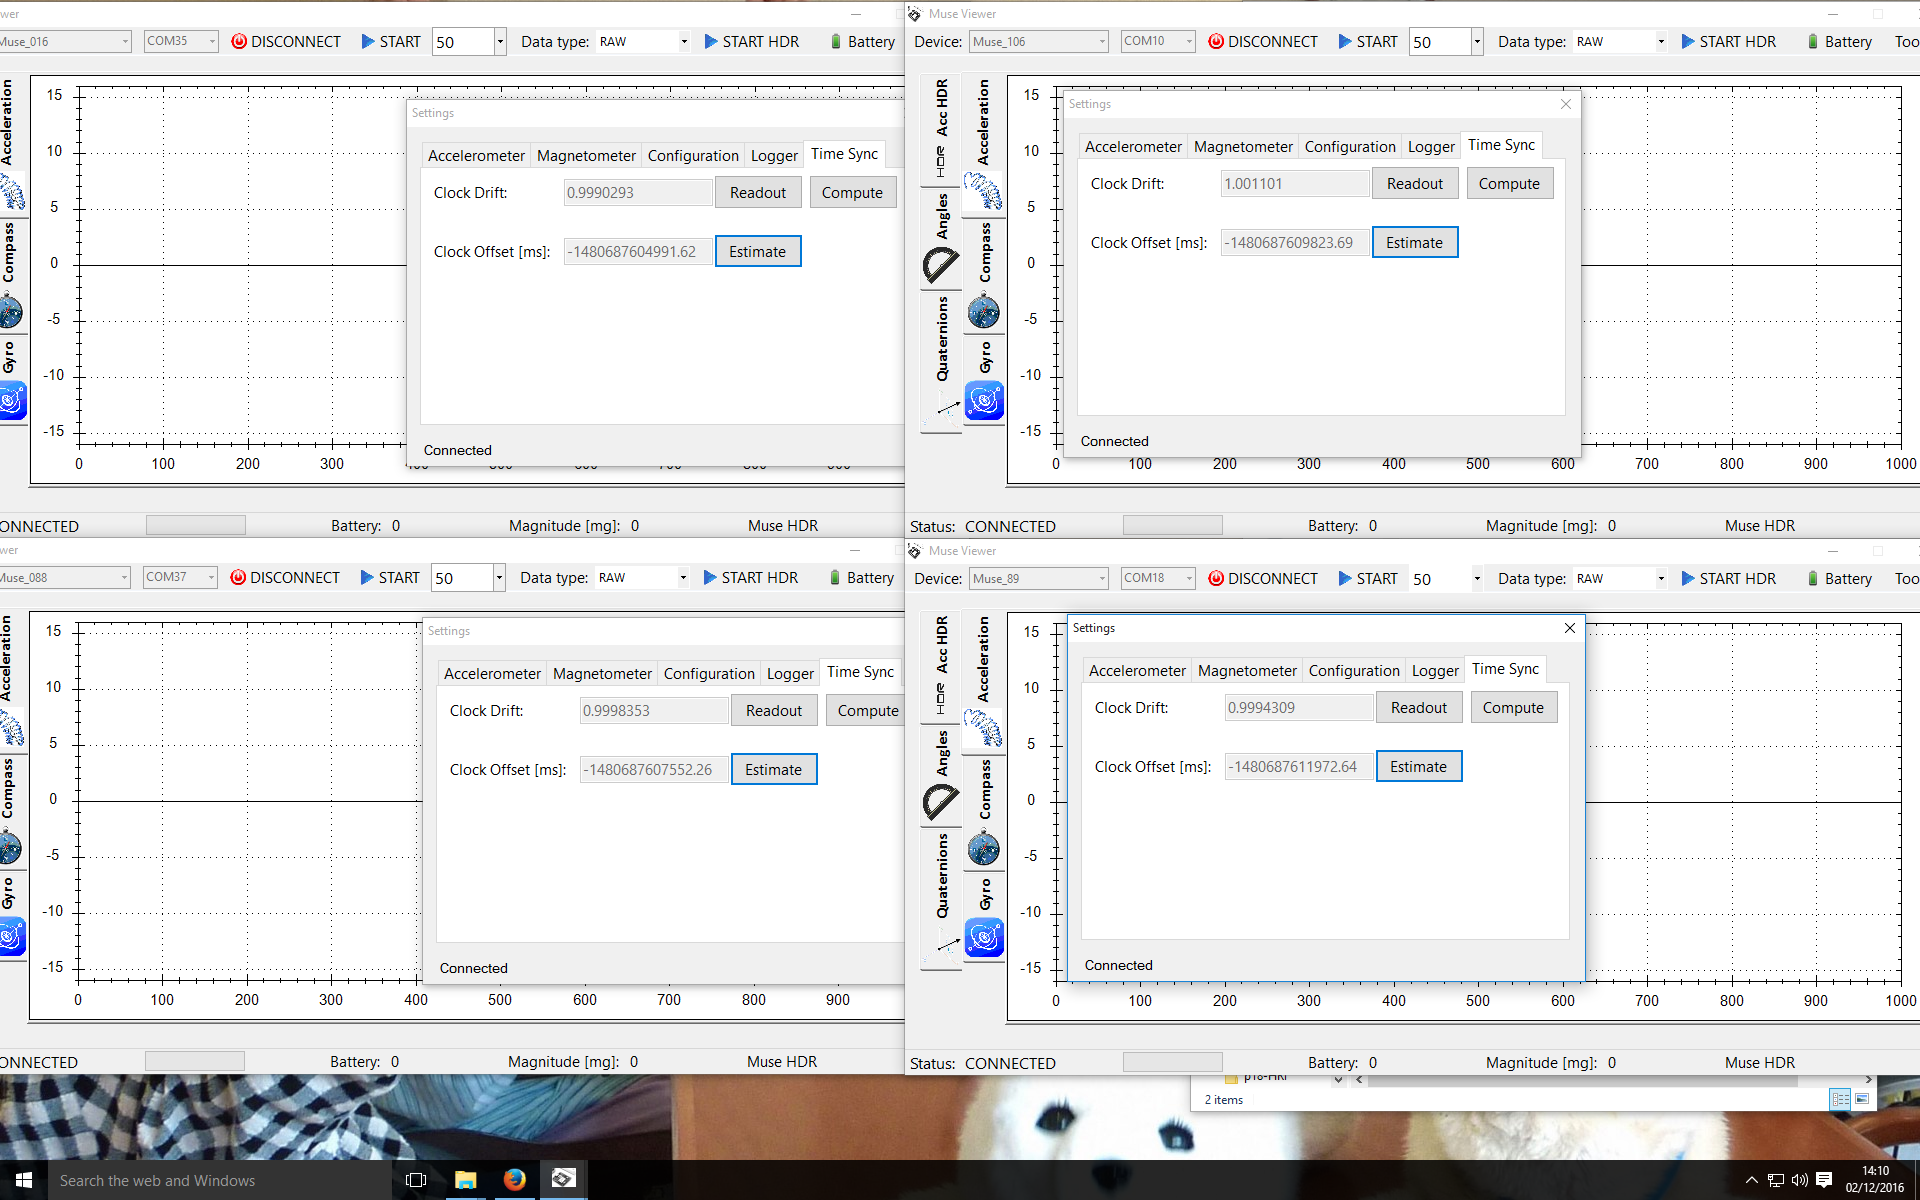 ewer
Muse_016 COM35 DISCONNECT START 50 Data type: RAW START HDR Battery
Acceleration
Compass
Gyro
15
10
5
0
-5
-10
-15
0 100 200 300
Settings
Accelerometer Magnetometer Configuration Logger Time Sync
Clock Drift: 0.9990293 Readout Compute
Clock Offset [ms]: -1480687604991.62 Estimate
Connected
ONNECTED Battery: 0 Magnitude [mg]: 0 Muse HDR
Muse Viewer
Device: Muse_106 COM10 DISCONNECT START 50 Data type: RAW START HDR Battery Too
HDR Acc HDR
Angles
Quaternions
Acceleration
Compass
Gyro
15
10
5
0
-5
-10
-15
0 100 200 300 400 500 600 700 800 900 1000
Settings
Accelerometer Magnetometer Configuration Logger Time Sync
Clock Drift: 1.001101 Readout Compute
Clock Offset [ms]: -1480687609823.69 Estimate
Connected
Status: CONNECTED Battery: 0 Magnitude [mg]: 0 Muse HDR
ewer
Muse_088 COM37 DISCONNECT START 50 Data type: RAW START HDR Battery
Acceleration
Compass
Gyro
15
10
5
0
-5
-10
-15
0 100 200 300 400 500 600 700 800 900
Settings
Accelerometer Magnetometer Configuration Logger Time Sync
Clock Drift: 0.9998353 Readout Compute
Clock Offset [ms]: -1480687607552.26 Estimate
Connected
ONNECTED Battery: 0 Magnitude [mg]: 0 Muse HDR
Muse Viewer
Device: Muse_89 COM18 DISCONNECT START 50 Data type: RAW START HDR Battery Too
HDR Acc HDR
Angles
Quaternions
Acceleration
Compass
Gyro
15
10
5
0
-5
-10
-15
0 100 200 300 400 500 600 700 800 900 1000
Settings
Accelerometer Magnetometer Configuration Logger Time Sync
Clock Drift: 0.9994309 Readout Compute
Clock Offset [ms]: -1480687611972.64 Estimate
Connected
Status: CONNECTED Battery: 0 Magnitude [mg]: 0 Muse HDR
2 items
Search the web and Windows
14:10
02/12/2016